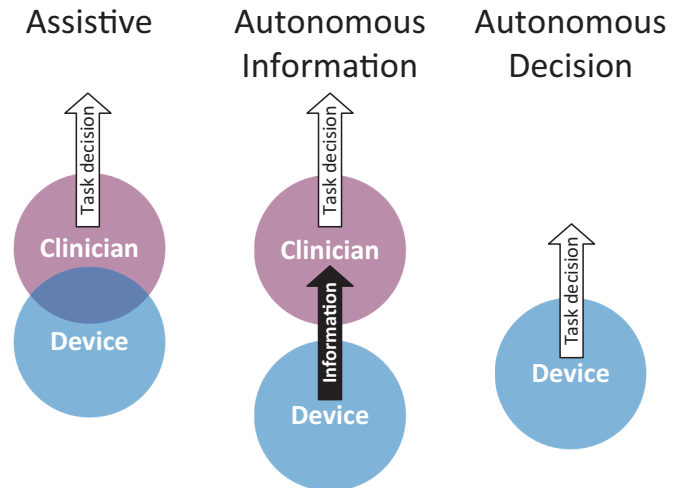 Assistive
Autonomous
Information
Autonomous
Decision
Task decision
Clinician
Device
Task decision
Clinician
Information
Device
Task decision
Device